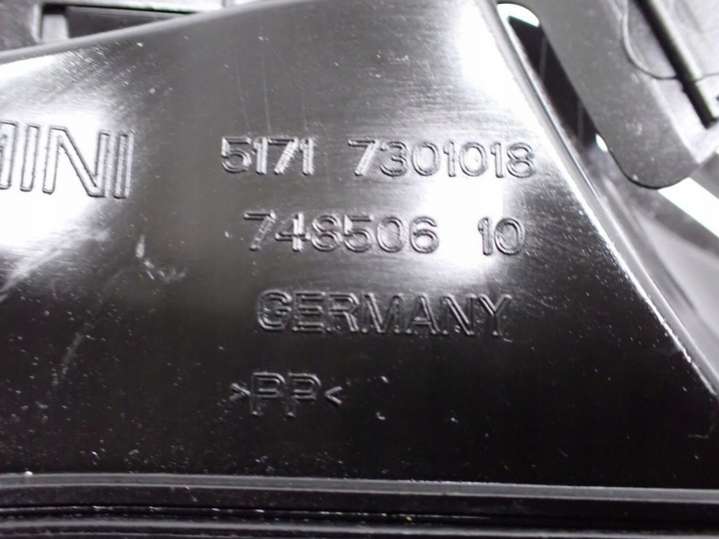 MINI
5171 7301018
748506 10
GERMANY
>PP<